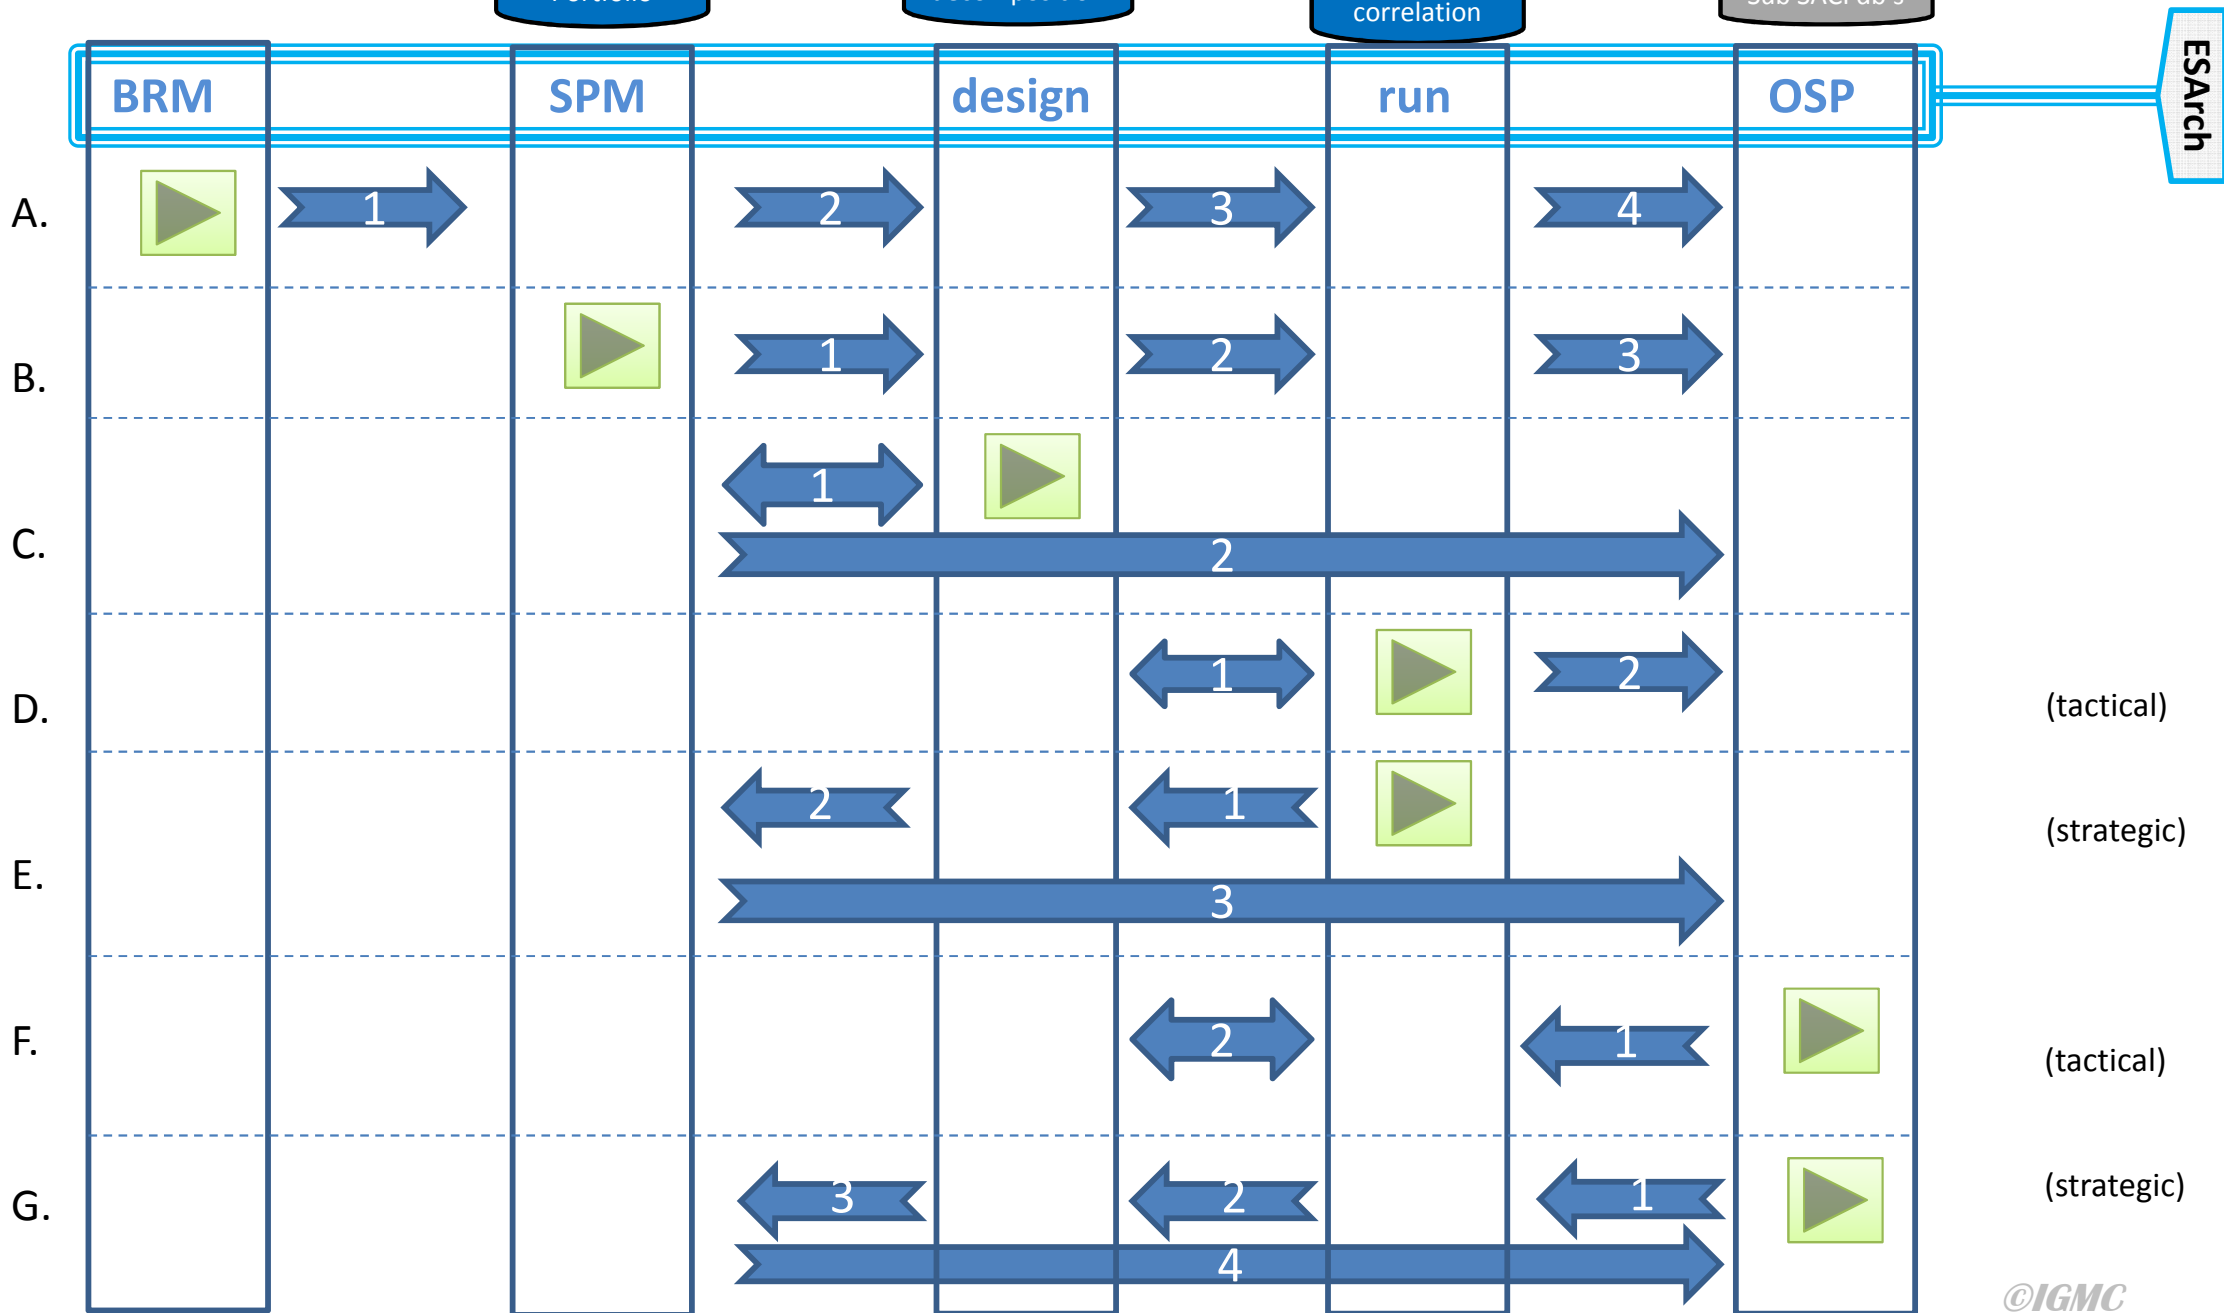 correlation
ESArch
BRM SPM design run OSP
A. 1 2 3 4
B. 1 2 3
1
C. 2
1 2
D. (tactical)
2 1
(strategic)
E. 3
F. 2 1
(tactical)
3 2 1 (strategic)
G.
4
©IGMC